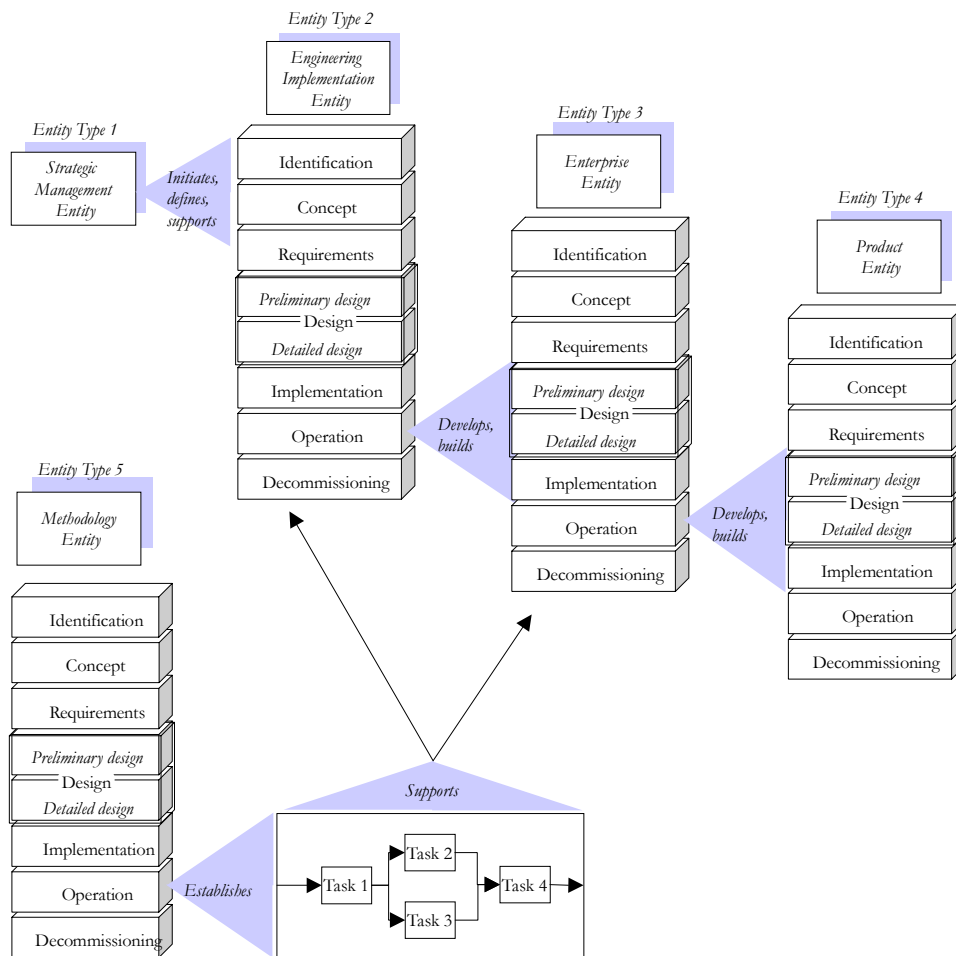 Entity Type 2
Engineering
Implementation
Entity
Identification
Concept
Requirements
Preliminary design
Design
Detailed design
Implementation
Operation
Decommissioning
Entity Type 1
Strategic
Management
Entity
Initiates,
defines,
supports
Entity Type 3
Enterprise
Entity
Identification
Concept
Requirements
Preliminary design
Design
Detailed design
Implementation
Operation
Decommissioning
Develops,
builds
Entity Type 4
Product
Entity
Identification
Concept
Requirements
Preliminary design
Design
Detailed design
Implementation
Operation
Decommissioning
Develops,
builds
Entity Type 5
Methodology
Entity
Identification
Concept
Requirements
Preliminary design
Design
Detailed design
Implementation
Operation
Decommissioning
Establishes
Supports
Task 1
Task 2
Task 3
Task 4